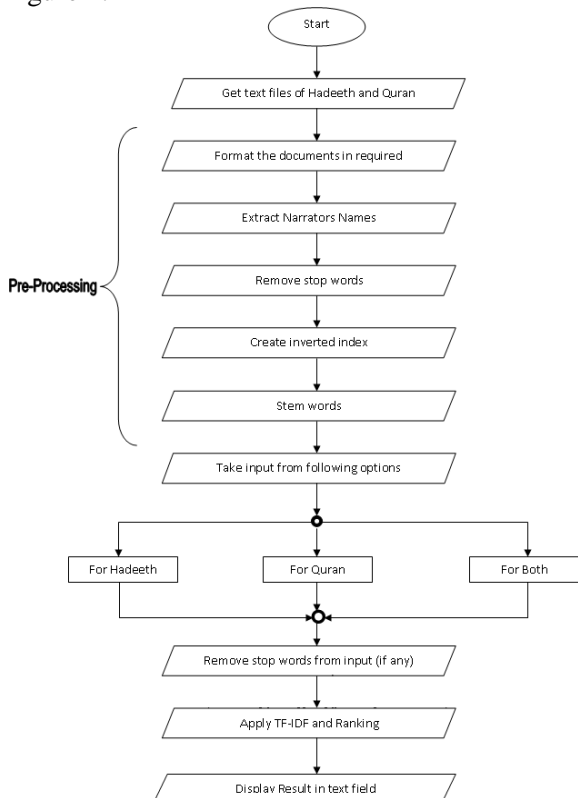 Start
Get text files of Hadeeth and Quran
Format the documents in required
Extract Narrators Names
Remove stop words
Pre-Processing
Create inverted index
Stem words
Take input from following options
For Hadeeth
For Quran
For Both
Remove stop words from input (if any)
Apply TF-IDF and Ranking
Display Result in text field